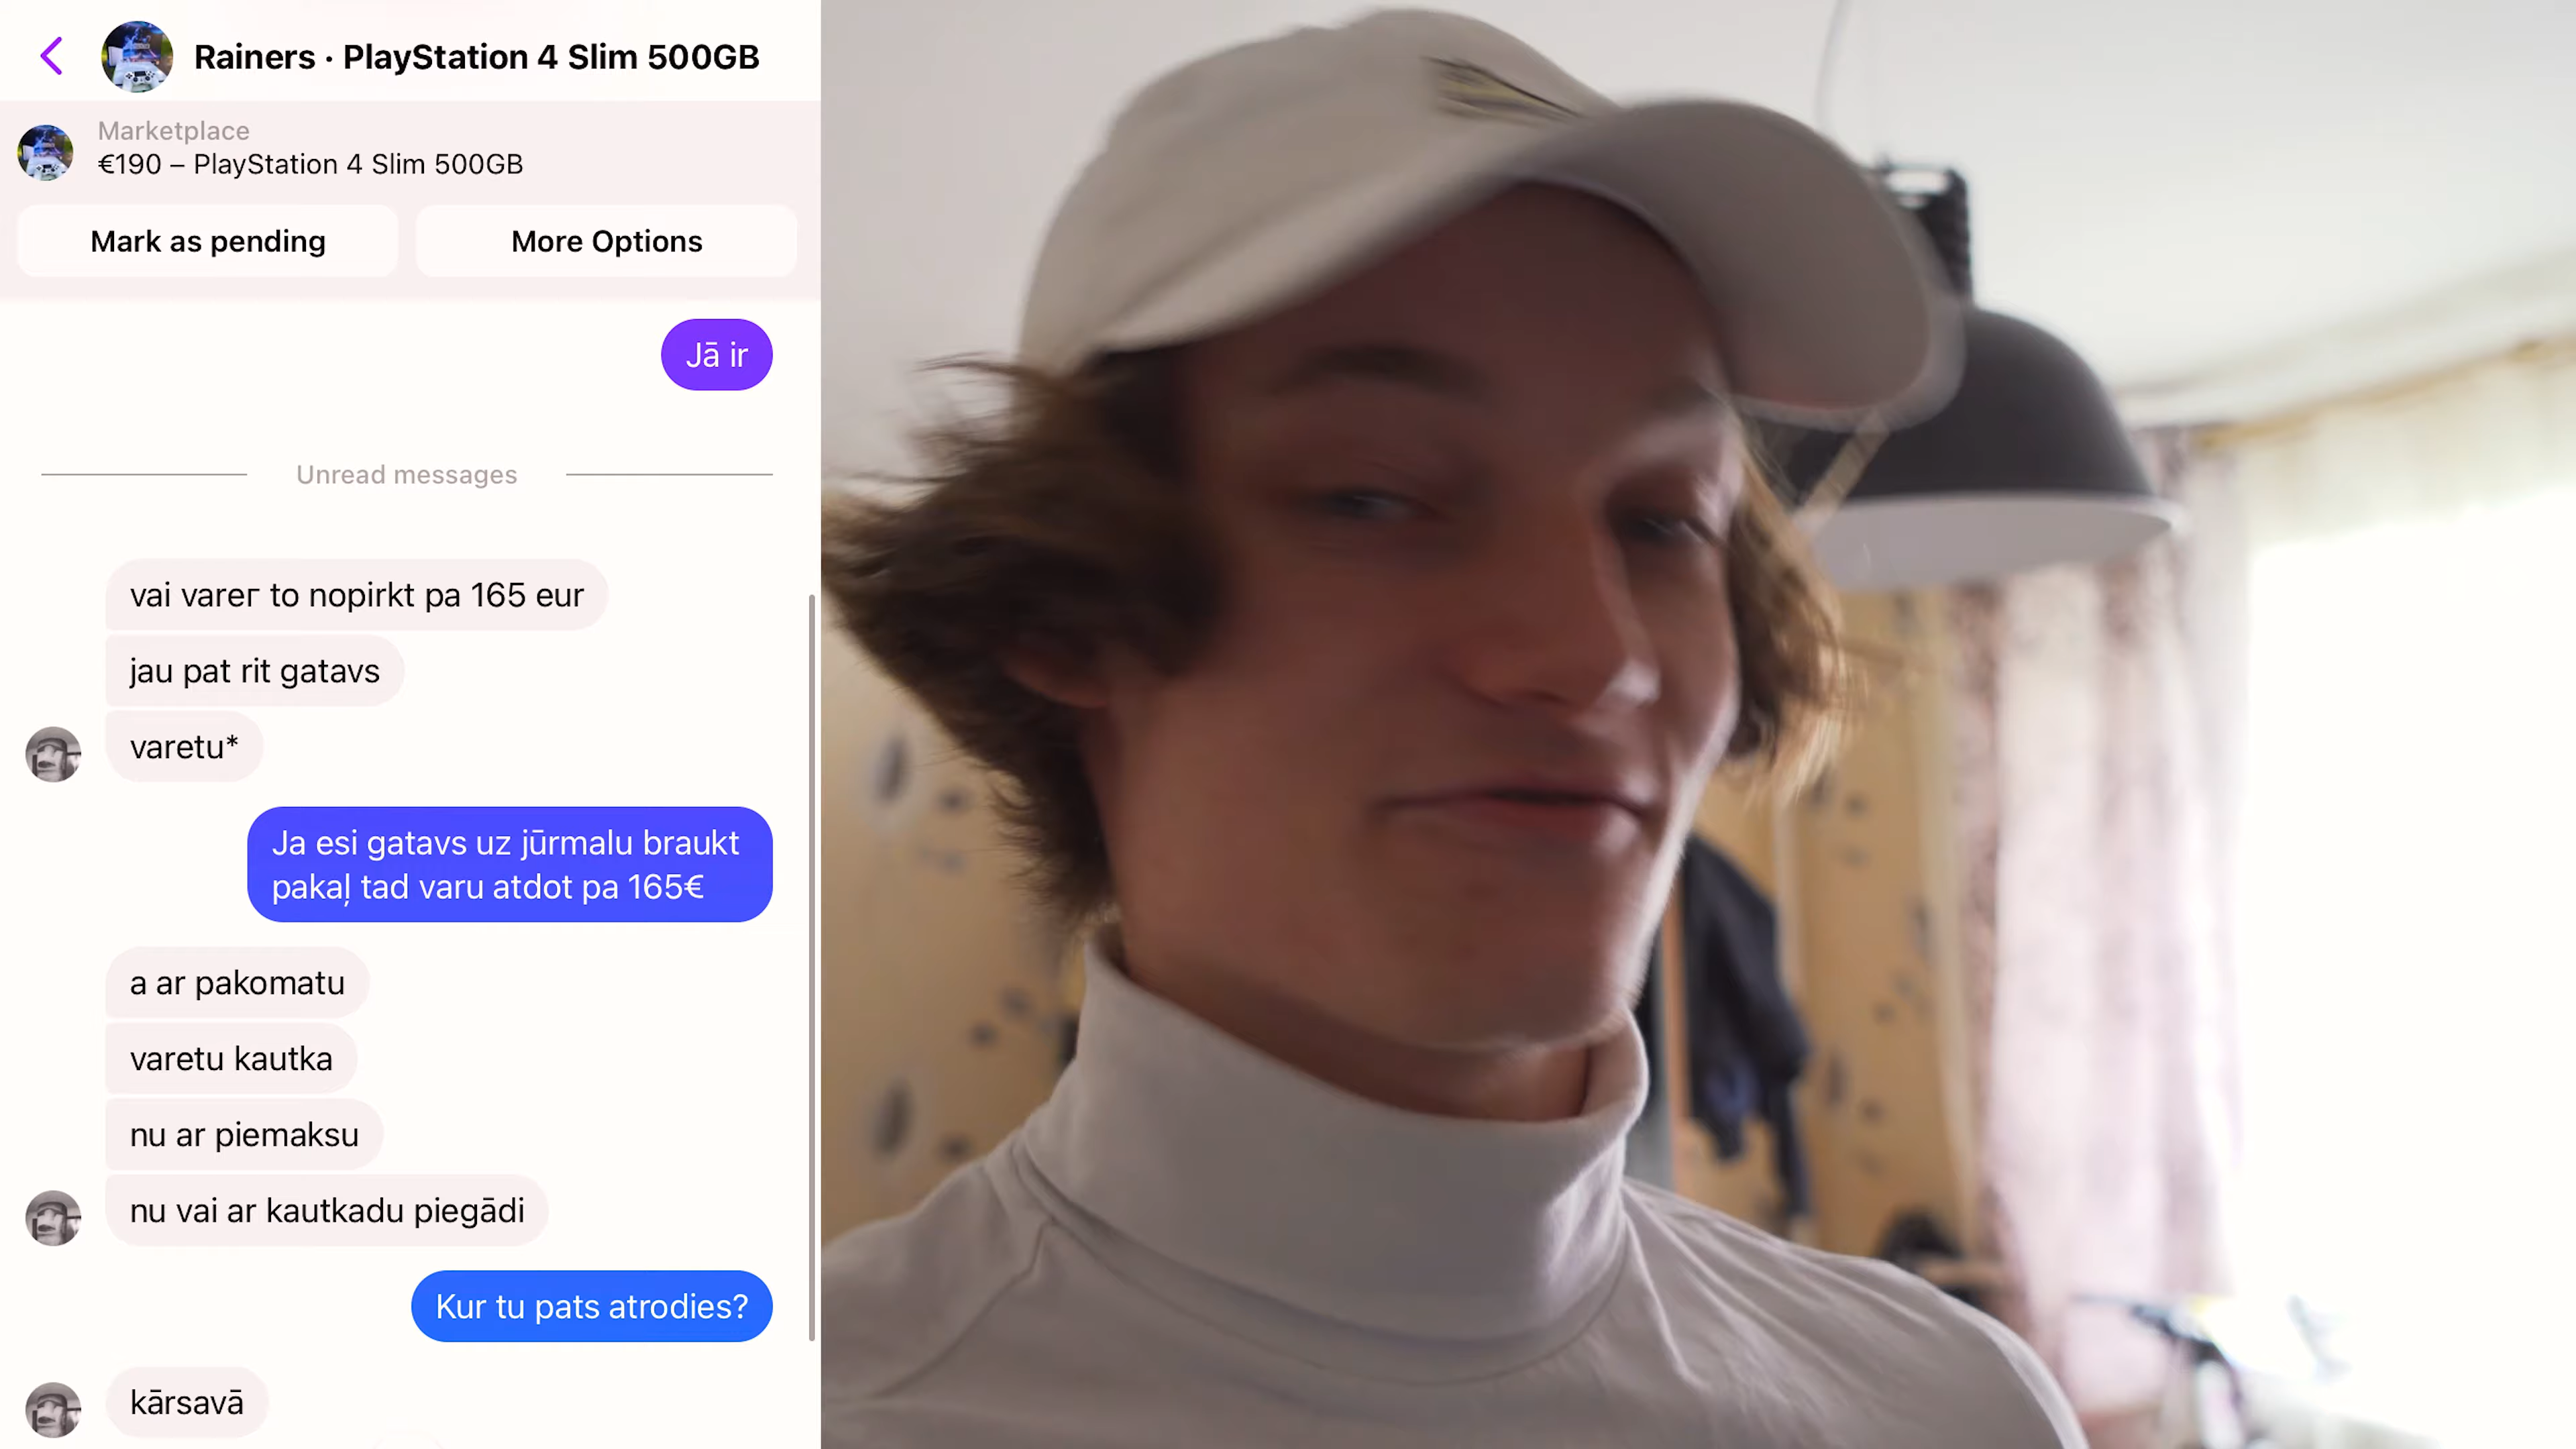 Rainers · PlayStation 4 Slim 500GB
Marketplace
€190 – PlayStation 4 Slim 500GB
Mark as pending
More Options
Jā ir
Unread messages
vai vareг to nopirkt pa 165 eur
jau pat rit gatavs
varetu*
Ja esi gatavs uz jūrmalu braukt
pakaļ tad varu atdot pa 165€
a ar pakomatu
varetu kautka
nu ar piemaksu
nu vai ar kautkadu piegādi
Kur tu pats atrodies?
kārsavā